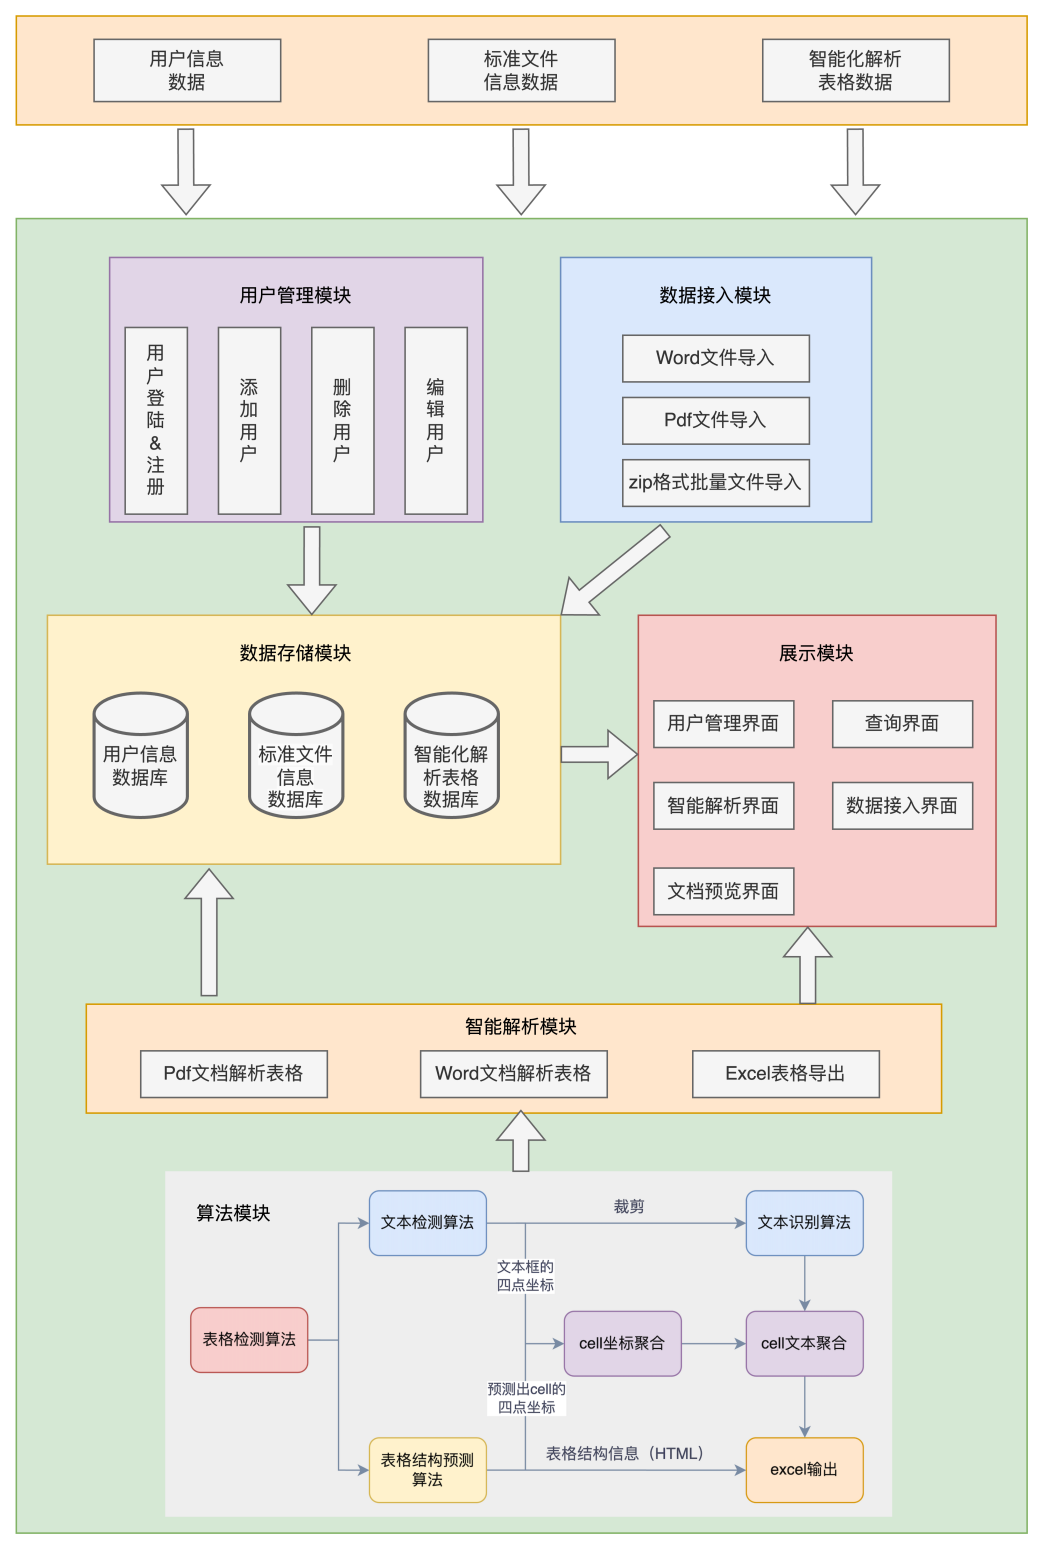 用户信息
数据
标准文件
信息数据
智能化解析
表格数据
用户管理模块
用户登陆&注册
添加用户
删除用户
编辑用户
数据接入模块
Word文件导入
Pdf文件导入
zip格式批量文件导入
数据存储模块
用户信息
数据库
标准文件
信息
数据库
智能化解
析表格
数据库
展示模块
用户管理界面
查询界面
智能解析界面
数据接入界面
文档预览界面
智能解析模块
Pdf文档解析表格
Word文档解析表格
Excel表格导出
算法模块
文本检测算法
裁剪
文本识别算法
文本框的
四点坐标
表格检测算法
cell坐标聚合
cell文本聚合
预测出cell的
四点坐标
表格结构预测
算法
表格结构信息（HTML）
excel输出